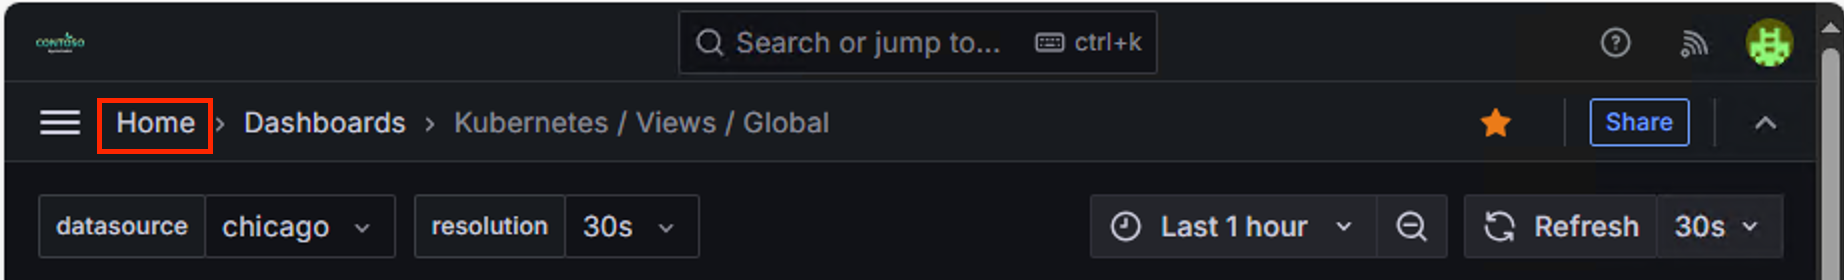 CONTOSO
Search or jump to... ctrl+k
Home › Dashboards › Kubernetes / Views / Global Share
datasource chicago resolution 30s Last 1 hour Refresh 30s